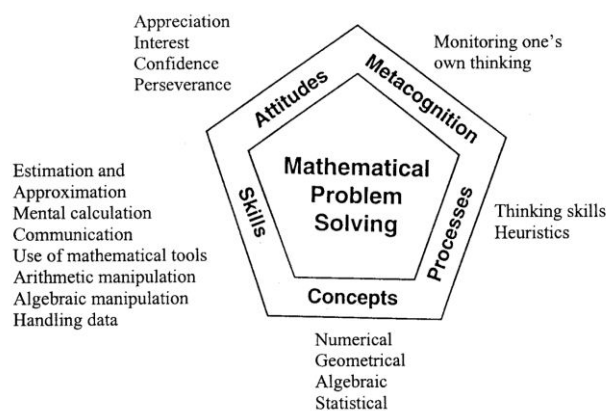 Appreciation
Interest
Confidence
Perseverance
Monitoring one's
own thinking
Attitudes
Metacognition
Estimation and
Approximation
Mental calculation
Communication
Use of mathematical tools
Arithmetic manipulation
Algebraic manipulation
Handling data
Skills
Mathematical
Problem
Solving
Processes
Thinking skills
Heuristics
Concepts
Numerical
Geometrical
Algebraic
Statistical